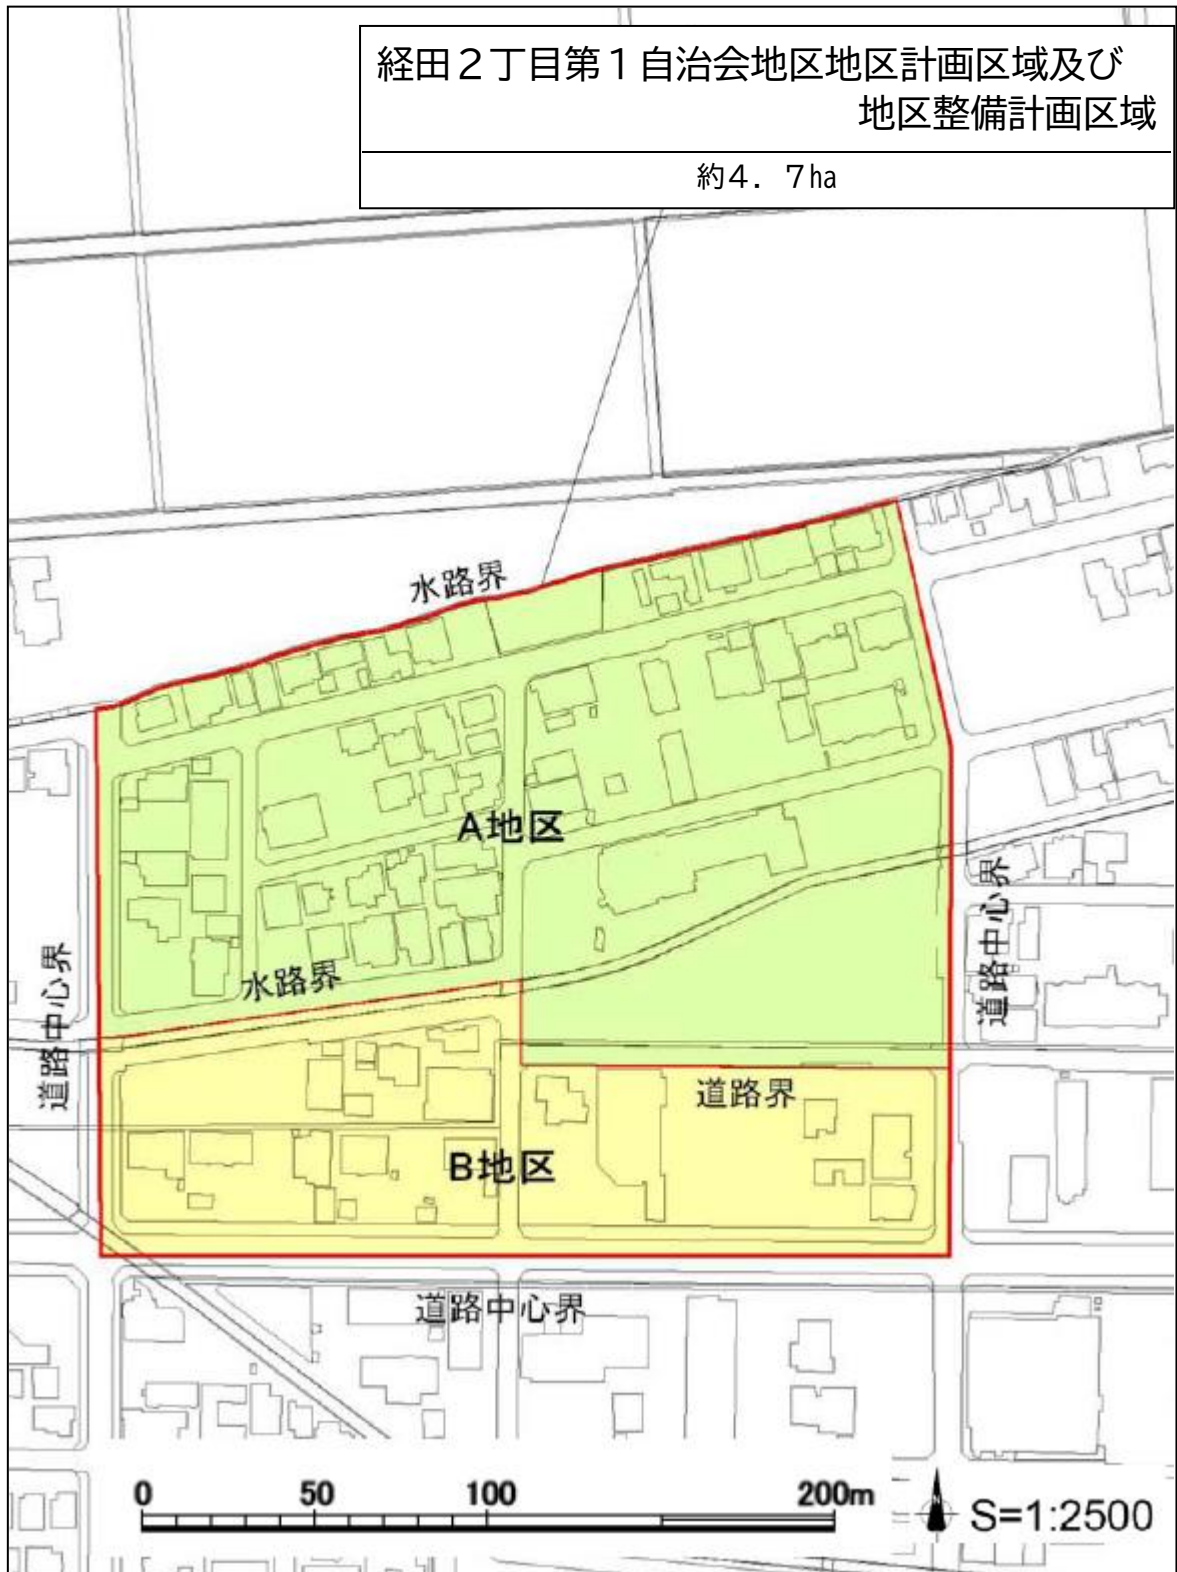 経田２丁目第１自治会地区地区計画区域及び
地区整備計画区域
約４．７ha
水路界
A地区
水路界
道路中心界
道路中心界
道路界
B地区
道路中心界
0 50 100 200m
N
S=1:2500